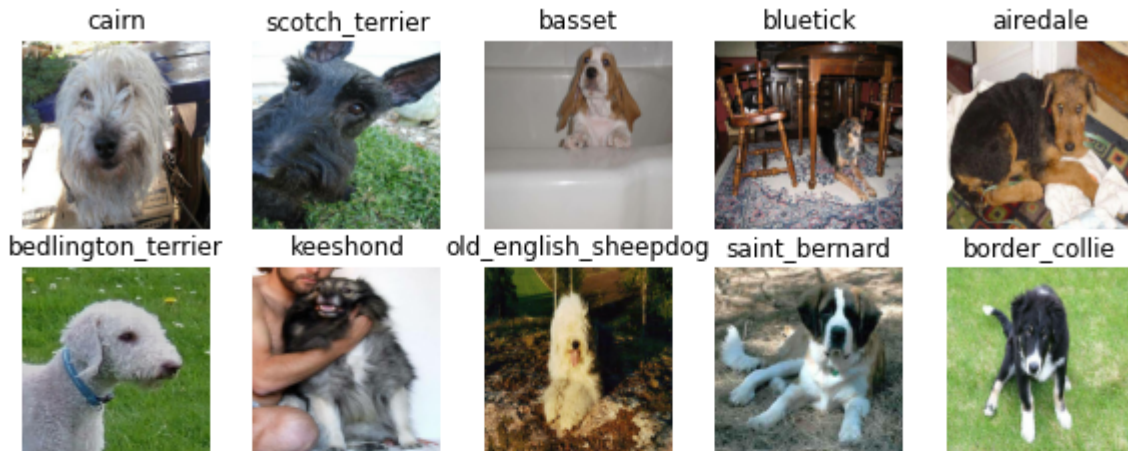 cairn scotch_terrier basset bluetick airedale
bedlington_terrier keeshond old_english_sheepdog saint_bernard border_collie